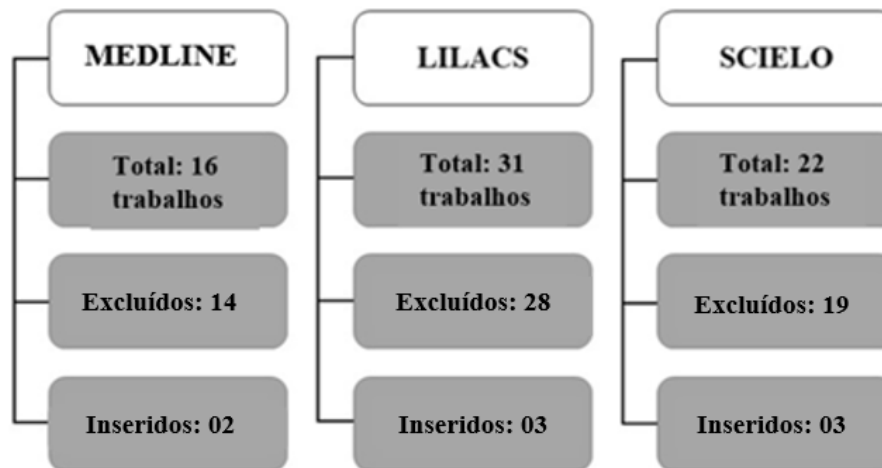 MEDLINE
Total: 16
trabalhos
Excluídos: 14
Inseridos: 02
LILACS
Total: 31
trabalhos
Excluídos: 28
Inseridos: 03
SCIELO
Total: 22
trabalhos
Excluídos: 19
Inseridos: 03